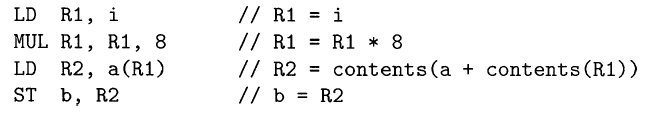 LD  R1, i            // R1 = i
MUL R1, R1, 8        // R1 = R1 * 8
LD  R2, a(R1)        // R2 = contents(a + contents(R1))
ST  b, R2            // b = R2